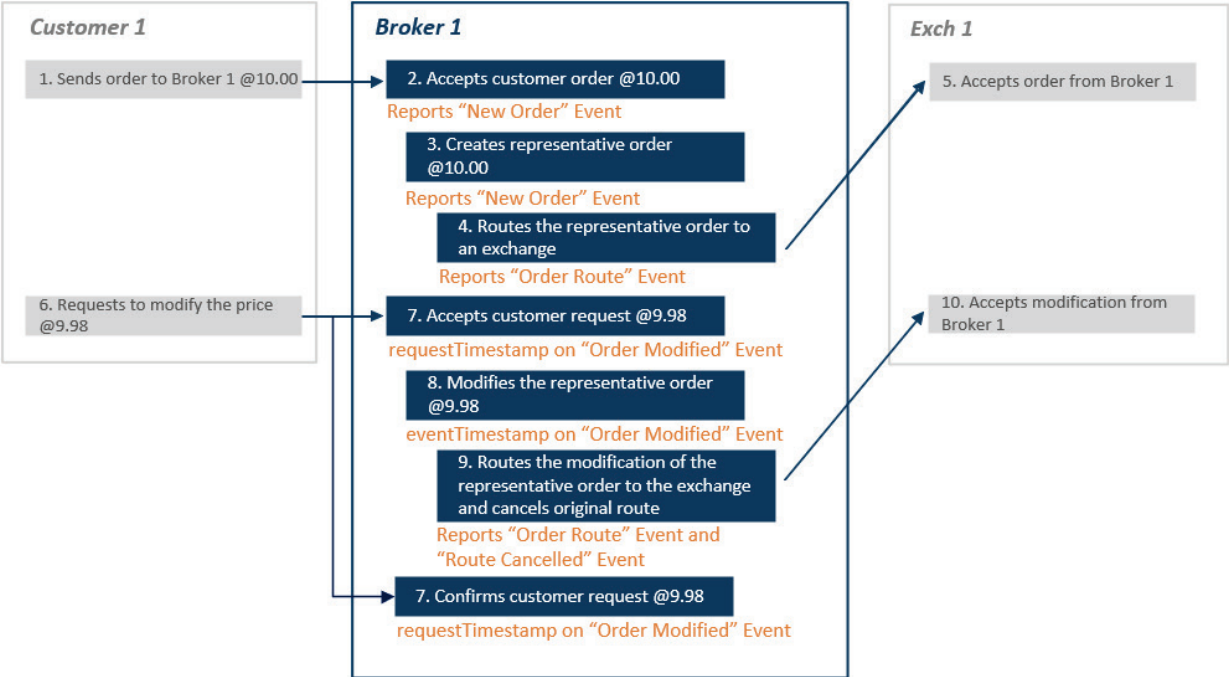 Customer 1
1. Sends order to Broker 1 @10.00
6. Requests to modify the price
@9.98
Broker 1
2. Accepts customer order @10.00
Reports “New Order” Event
3. Creates representative order
@10.00
Reports “New Order” Event
4. Routes the representative order to
an exchange
Reports “Order Route” Event
7. Accepts customer request @9.98
requestTimestamp on “Order Modified” Event
8. Modifies the representative order
@9.98
eventTimestamp on “Order Modified” Event
9. Routes the modification of the
representative order to the exchange
and cancels original route
Reports “Order Route” Event and
“Route Cancelled” Event
7. Confirms customer request @9.98
requestTimestamp on “Order Modified” Event
Exch 1
5. Accepts order from Broker 1
10. Accepts modification from
Broker 1